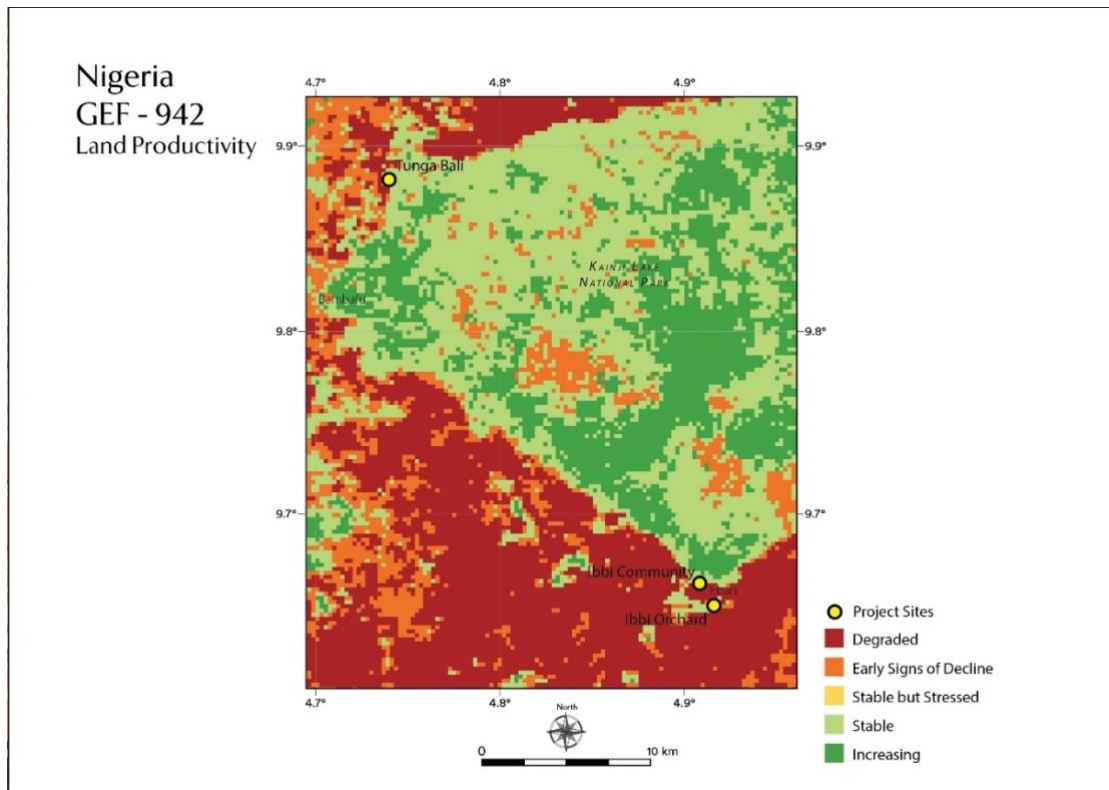 Nigeria
GEF - 942
Land Productivity
4.7° 4.8° 4.9°
9.9° 9.9°
Tunga Bali
KAINJI LAKE
NATIONAL PARK
Bambafu
9.8° 9.8°
9.7° 9.7°
Ibbi Community
Ibbi Orchard
4.7° 4.8° 4.9°
North
0 10 km
Project Sites
Degraded
Early Signs of Decline
Stable but Stressed
Stable
Increasing